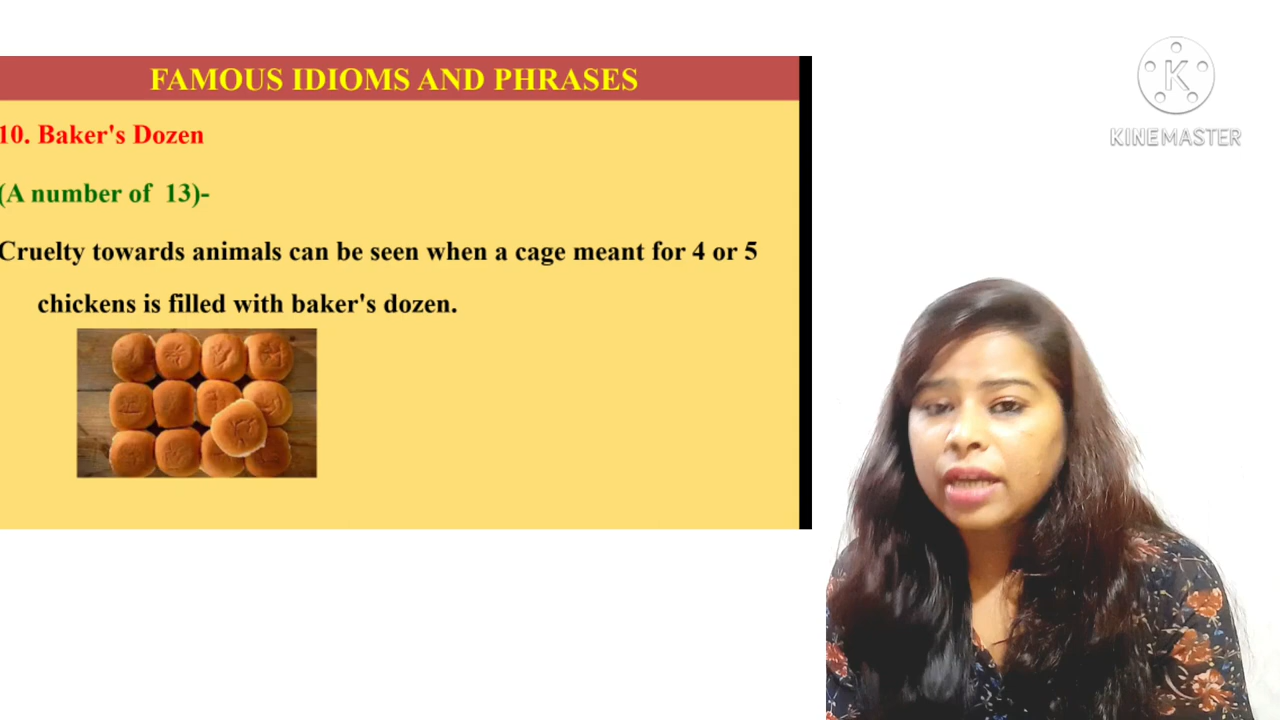 FAMOUS IDIOMS AND PHRASES
10. Baker's Dozen
(A number of 13)-
Cruelty towards animals can be seen when a cage meant for 4 or 5
chickens is filled with baker's dozen.
K
KINEMASTER